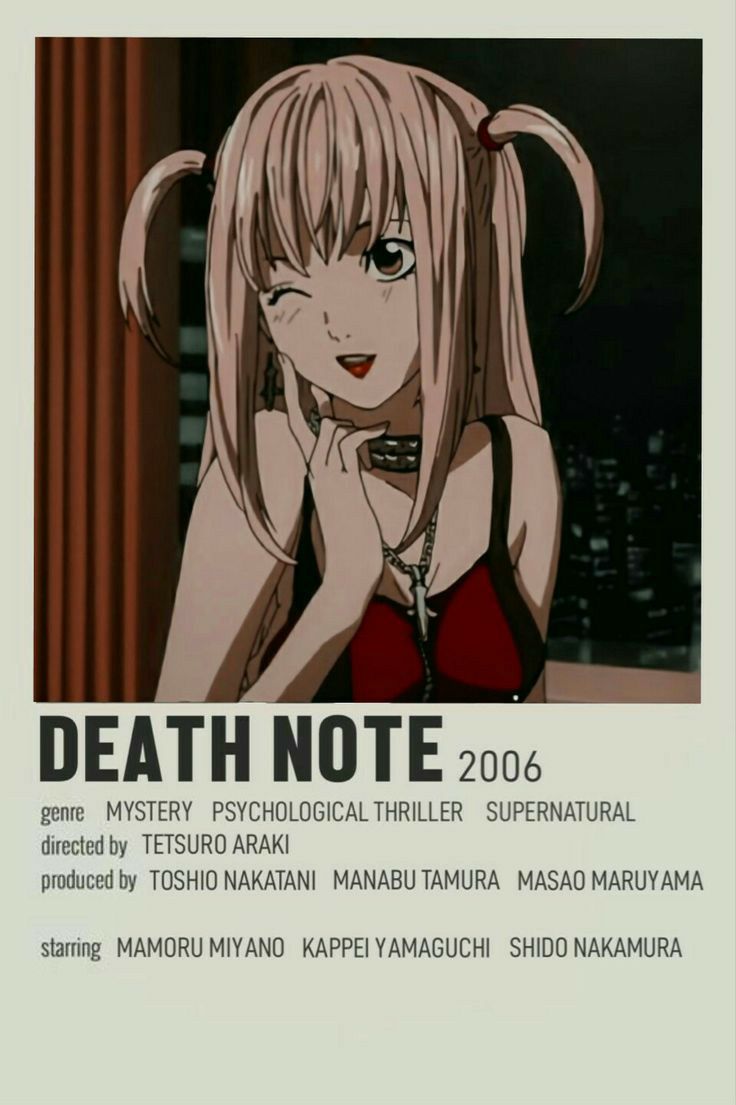 DEATH NOTE 2006
genre MYSTERY PSYCHOLOGICAL THRILLER SUPERNATURAL
directed by TETSURO ARAKI
produced by TOSHIO NAKATANI MANABU TAMURA MASAO MARUYAMA
starring MAMORU MIYANO KAPPEI YAMAGUCHI SHIDO NAKAMURA